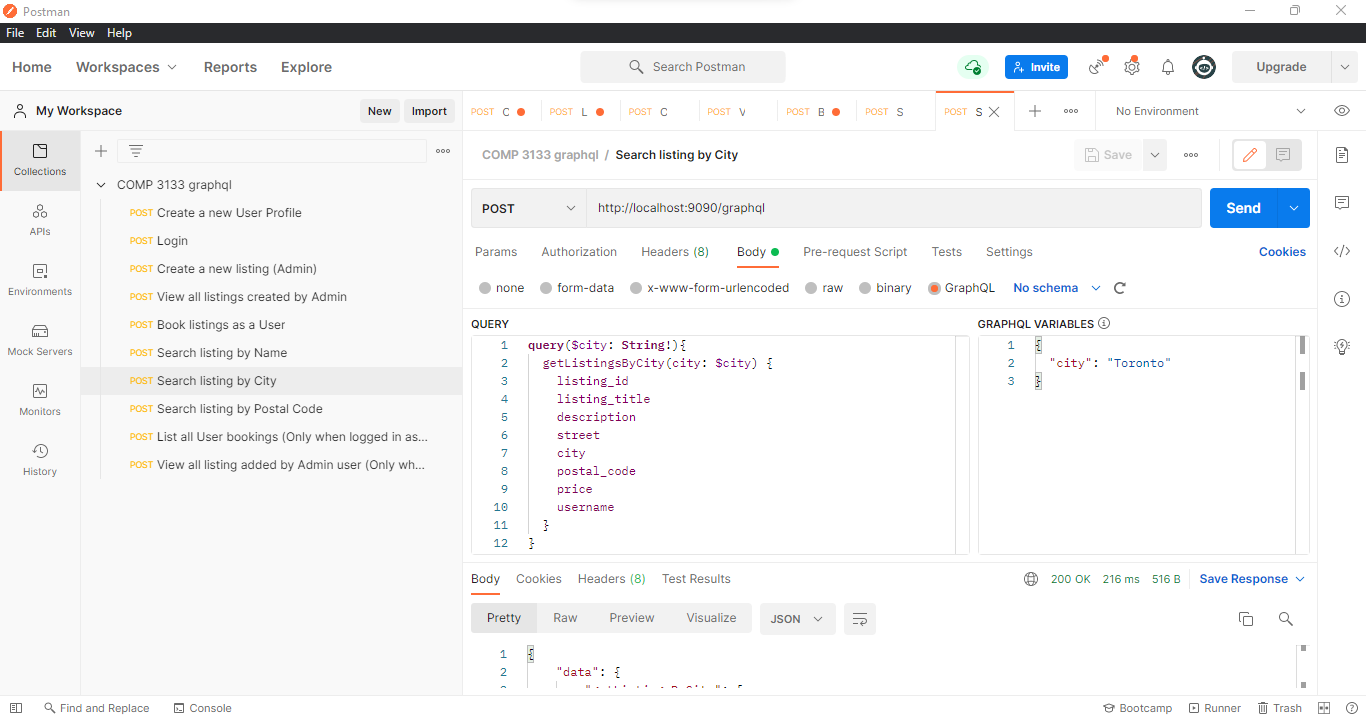 Postman
File Edit View Help
Home Workspaces Reports Explore Search Postman Invite Upgrade
My Workspace New Import
POST C POST L POST C POST V POST B POST S POST S No Environment
Collections
APIs
Environments
Mock Servers
Monitors
History
COMP 3133 graphql
POST Create a new User Profile
POST Login
POST Create a new listing (Admin)
POST View all listings created by Admin
POST Book listings as a User
POST Search listing by Name
POST Search listing by City
POST Search listing by Postal Code
POST List all User bookings (Only when logged in as...
POST View all listing added by Admin user (Only wh...
COMP 3133 graphql / Search listing by City Save
POST http://localhost:9090/graphql Send
Params Authorization Headers (8) Body Pre-request Script Tests Settings Cookies
none form-data x-www-form-urlencoded raw binary GraphQL No schema
QUERY
1 query($city: String!){
2 getListingsByCity(city: $city) {
3 listing_id
4 listing_title
5 description
6 street
7 city
8 postal_code
9 price
10 username
11 }
12 }
GRAPHQL VARIABLES
1 {
2 "city": "Toronto"
3 }
Body Cookies Headers (8) Test Results 200 OK 216 ms 516 B Save Response
Pretty Raw Preview Visualize JSON
1 {
2 "data": {
Find and Replace Console Bootcamp Runner Trash